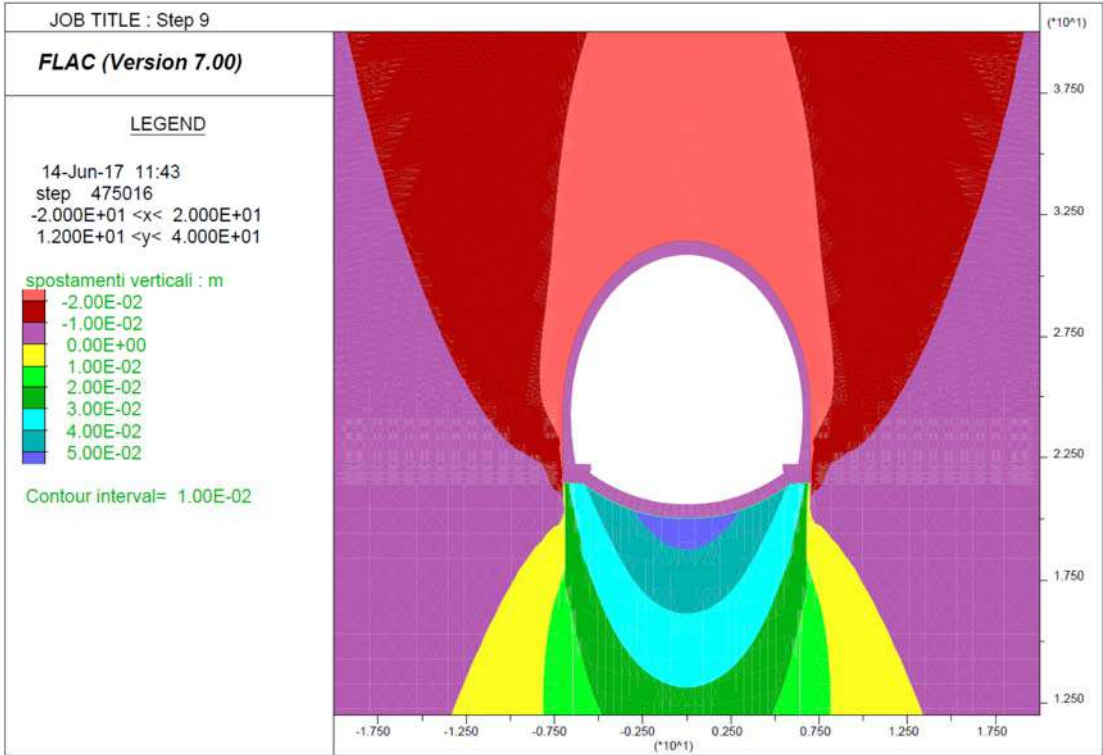 JOB TITLE : Step 9
(*10^1)
FLAC (Version 7.00)
LEGEND
14-Jun-17 11:43
step 475016
-2.000E+01 <x< 2.000E+01
1.200E+01 <y< 4.000E+01
spostamenti verticali : m
-2.00E-02
-1.00E-02
0.00E+00
1.00E-02
2.00E-02
3.00E-02
4.00E-02
5.00E-02
Contour interval= 1.00E-02
3.750
3.250
2.750
2.250
1.750
1.250
-1.750 -1.250 -0.750 -0.250 0.250 0.750 1.250 1.750
(*10^1)